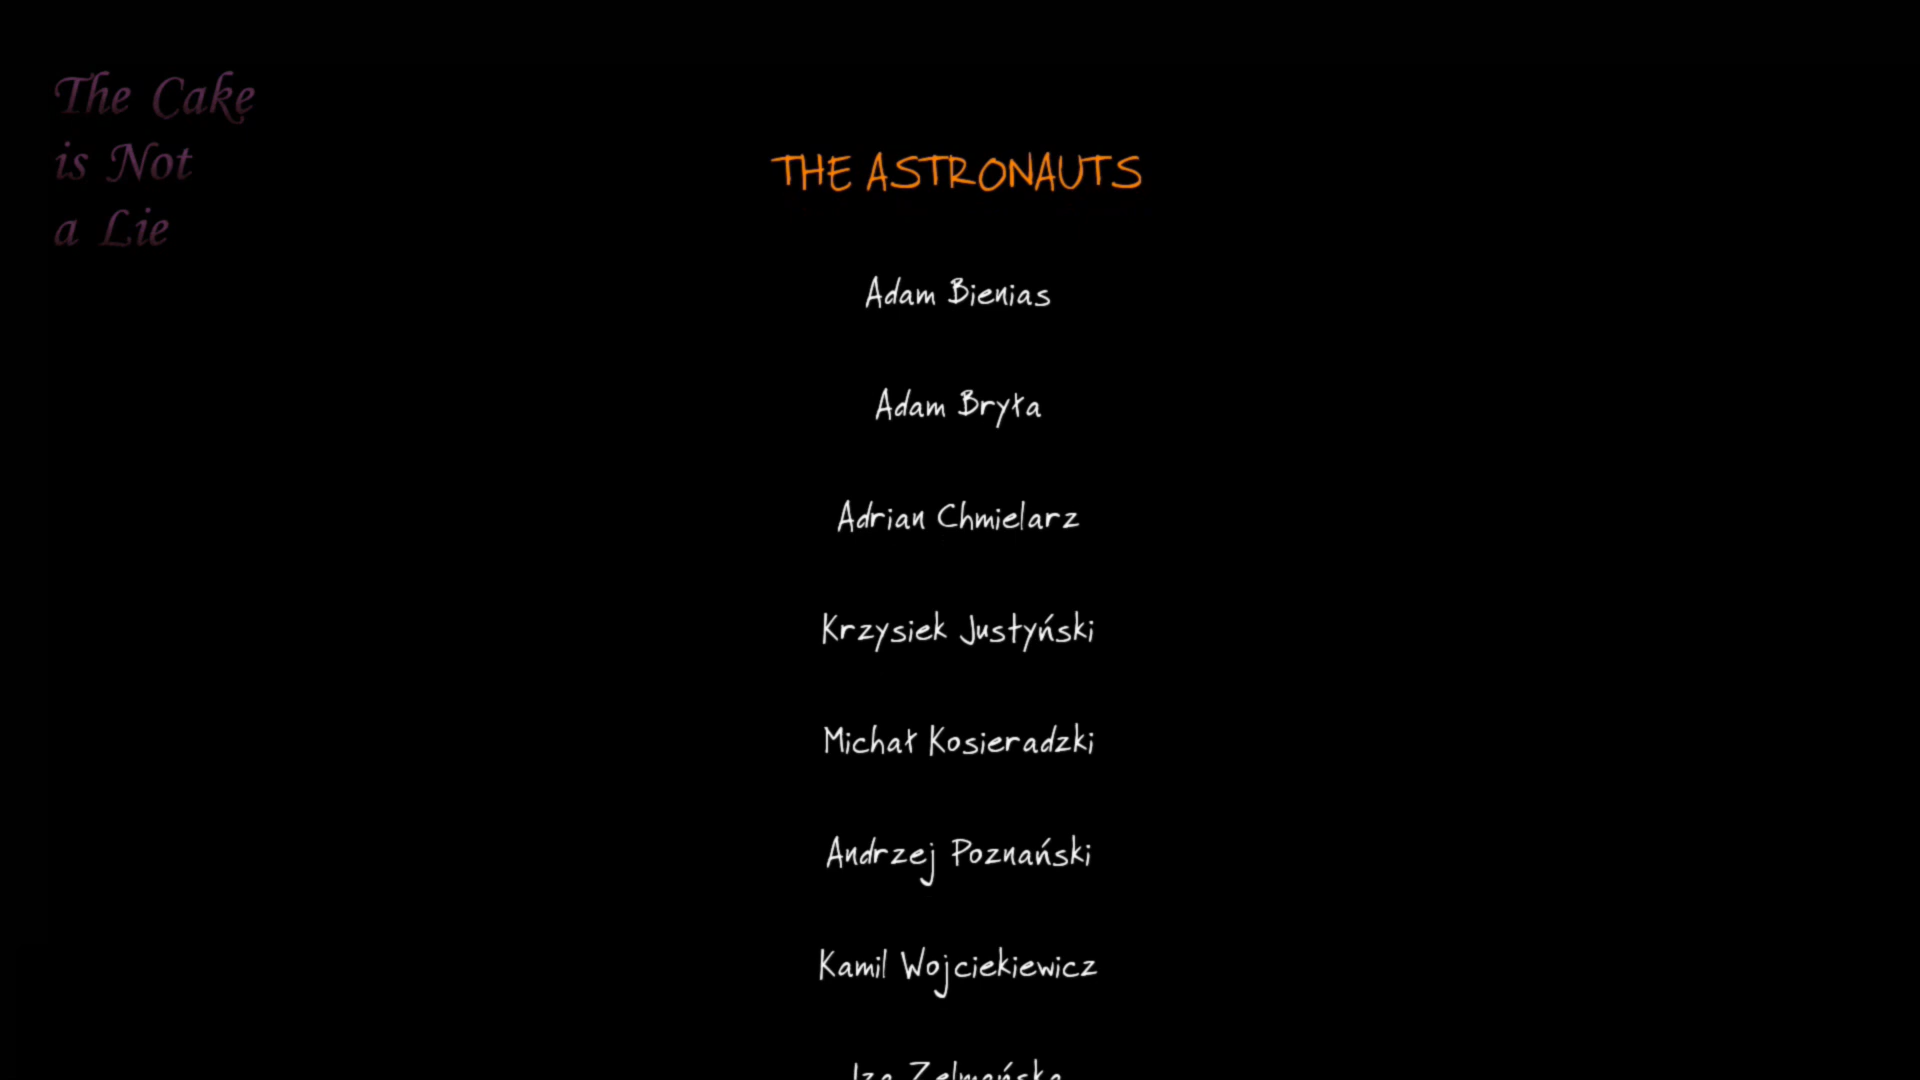 The Cake
is Not
a Lie
THE ASTRONAUTS
Adam Bienias
Adam Bryła
Adrian Chmielarz
Krzysiek Justyński
Michał Kosieradzki
Andrzej Poznański
Kamil Wojciekiewicz